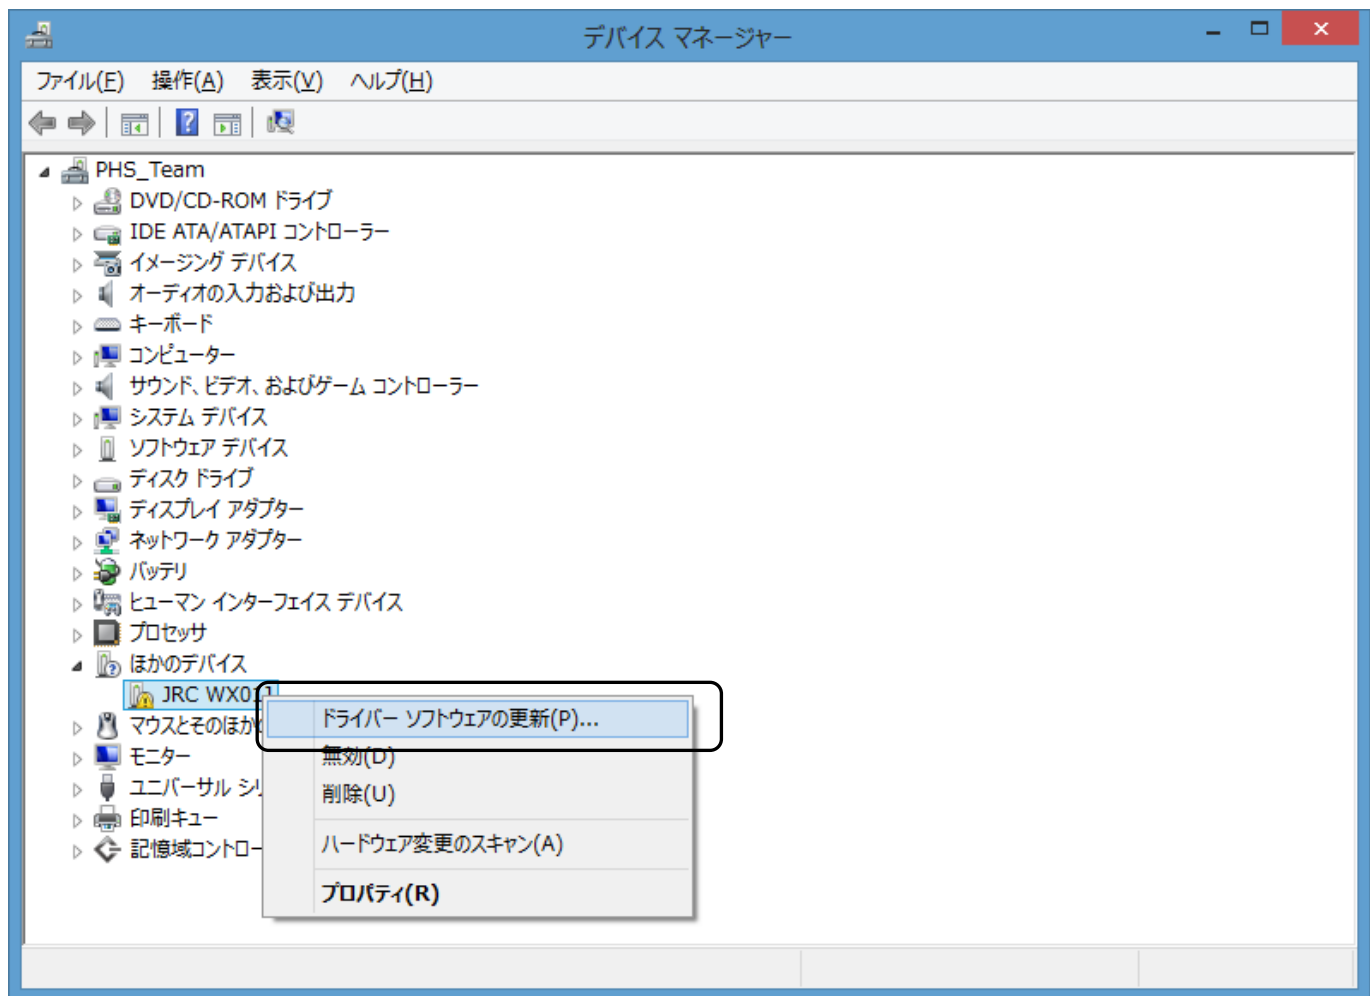 デバイス マネージャー
ファイル(F) 操作(A) 表示(V) ヘルプ(H)
PHS_Team
DVD/CD-ROM ドライブ
IDE ATA/ATAPI コントローラー
イメージング デバイス
オーディオの入力および出力
キーボード
コンピューター
サウンド、ビデオ、およびゲーム コントローラー
システム デバイス
ソフトウェア デバイス
ディスク ドライブ
ディスプレイ アダプター
ネットワーク アダプター
バッテリ
ヒューマン インターフェイス デバイス
プロセッサ
ほかのデバイス
JRC WX01J
マウスとそのほか
モニター
ユニバーサル シリ
印刷キュー
記憶域コントロー
ドライバー ソフトウェアの更新(P)...
無効(D)
削除(U)
ハードウェア変更のスキャン(A)
プロパティ(R)